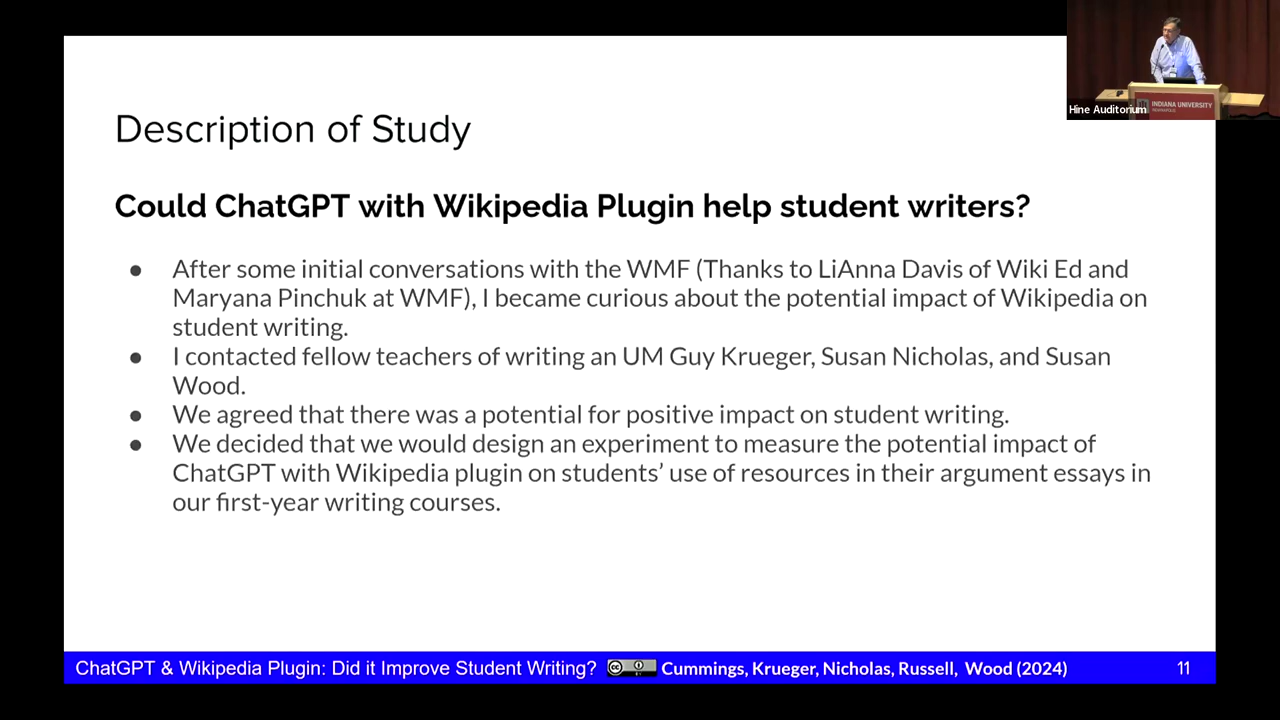 Description of Study
Could ChatGPT with Wikipedia Plugin help student writers?
● After some initial conversations with the WMF (Thanks to LiAnna Davis of Wiki Ed and
Maryana Pinchuk at WMF), I became curious about the potential impact of Wikipedia on
student writing.
● I contacted fellow teachers of writing an UM Guy Krueger, Susan Nicholas, and Susan
Wood.
● We agreed that there was a potential for positive impact on student writing.
● We decided that we would design an experiment to measure the potential impact of
ChatGPT with Wikipedia plugin on students’ use of resources in their argument essays in
our first-year writing courses.
Hine Auditorium
INDIANA UNIVERSITY
INDIANAPOLIS
ChatGPT & Wikipedia Plugin: Did it Improve Student Writing? cc BY Cummings, Krueger, Nicholas, Russell, Wood (2024) 11